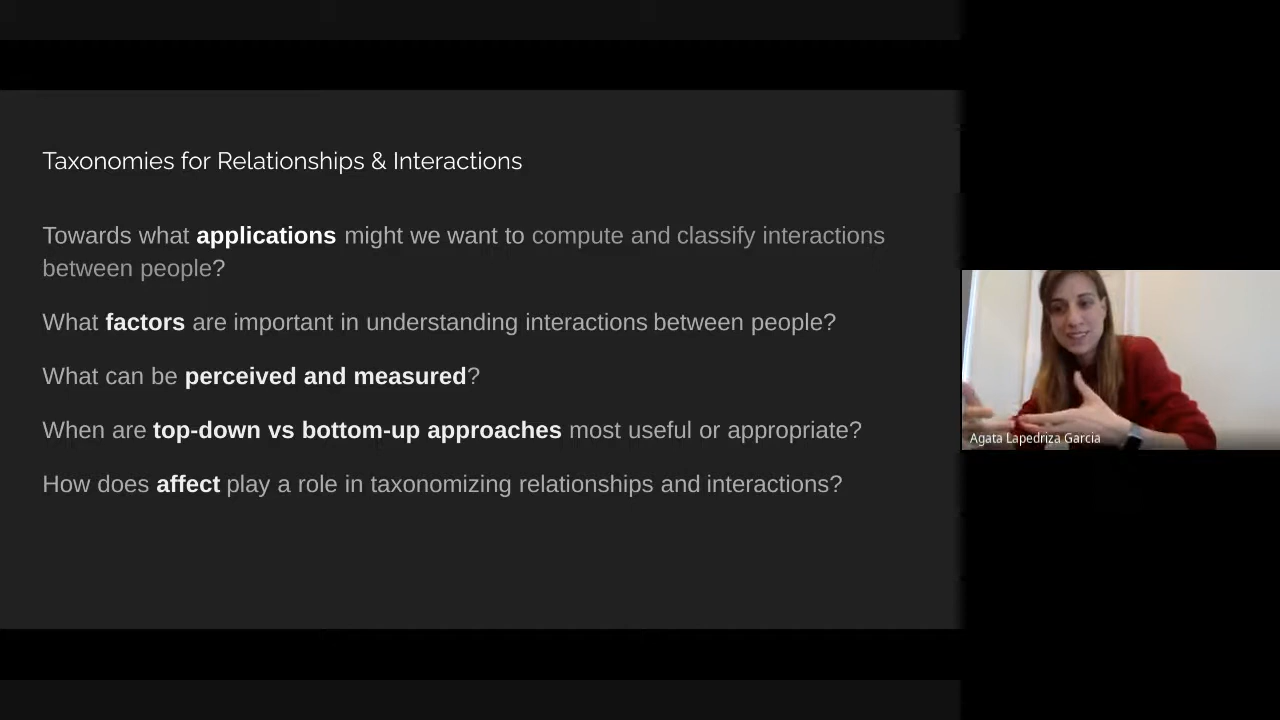 Taxonomies for Relationships & Interactions
Towards what applications might we want to compute and classify interactions
between people?
What factors are important in understanding interactions between people?
What can be perceived and measured?
When are top-down vs bottom-up approaches most useful or appropriate?
How does affect play a role in taxonomizing relationships and interactions?
Agata Lapedriza Garcia